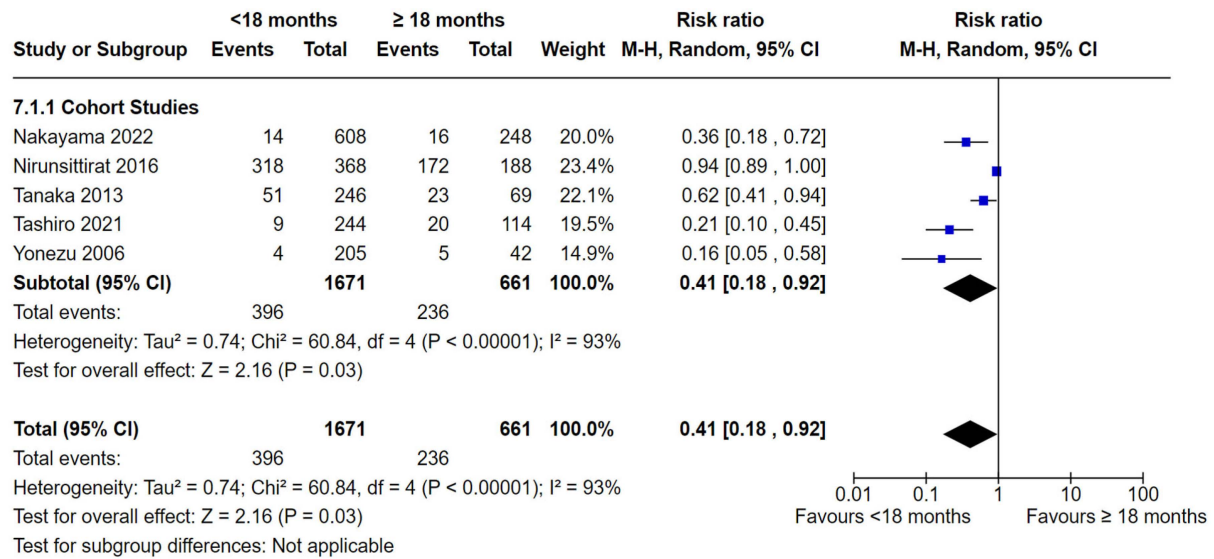 <18 months ≥ 18 months Risk ratio Risk ratio
Study or Subgroup Events Total Events Total Weight M-H, Random, 95% CI M-H, Random, 95% CI
7.1.1 Cohort Studies
Nakayama 2022 14 608 16 248 20.0% 0.36 [0.18 , 0.72]
Nirunsittirat 2016 318 368 172 188 23.4% 0.94 [0.89 , 1.00]
Tanaka 2013 51 246 23 69 22.1% 0.62 [0.41 , 0.94]
Tashiro 2021 9 244 20 114 19.5% 0.21 [0.10 , 0.45]
Yonezu 2006 4 205 5 42 14.9% 0.16 [0.05 , 0.58]
Subtotal (95% CI) 1671 661 100.0% 0.41 [0.18 , 0.92]
Total events: 396 236
Heterogeneity: Tau² = 0.74; Chi² = 60.84, df = 4 (P < 0.00001); I² = 93%
Test for overall effect: Z = 2.16 (P = 0.03)
Total (95% CI) 1671 661 100.0% 0.41 [0.18 , 0.92]
Total events: 396 236
Heterogeneity: Tau² = 0.74; Chi² = 60.84, df = 4 (P < 0.00001); I² = 93%
0.01 0.1 1 10 100
Test for overall effect: Z = 2.16 (P = 0.03)
Favours <18 months Favours ≥ 18 months
Test for subgroup differences: Not applicable